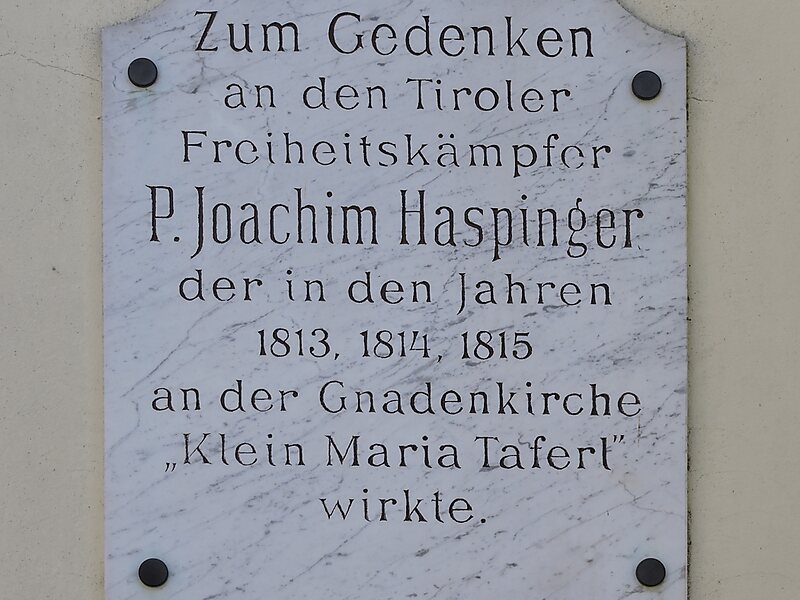 Zum Gedenken
an den Tiroler
Freiheitskämpfer
P. Joachim Haspinger
der in den Jahren
1813, 1814, 1815
an der Gnadenkirche
„Klein Maria Taferl"
wirkte.